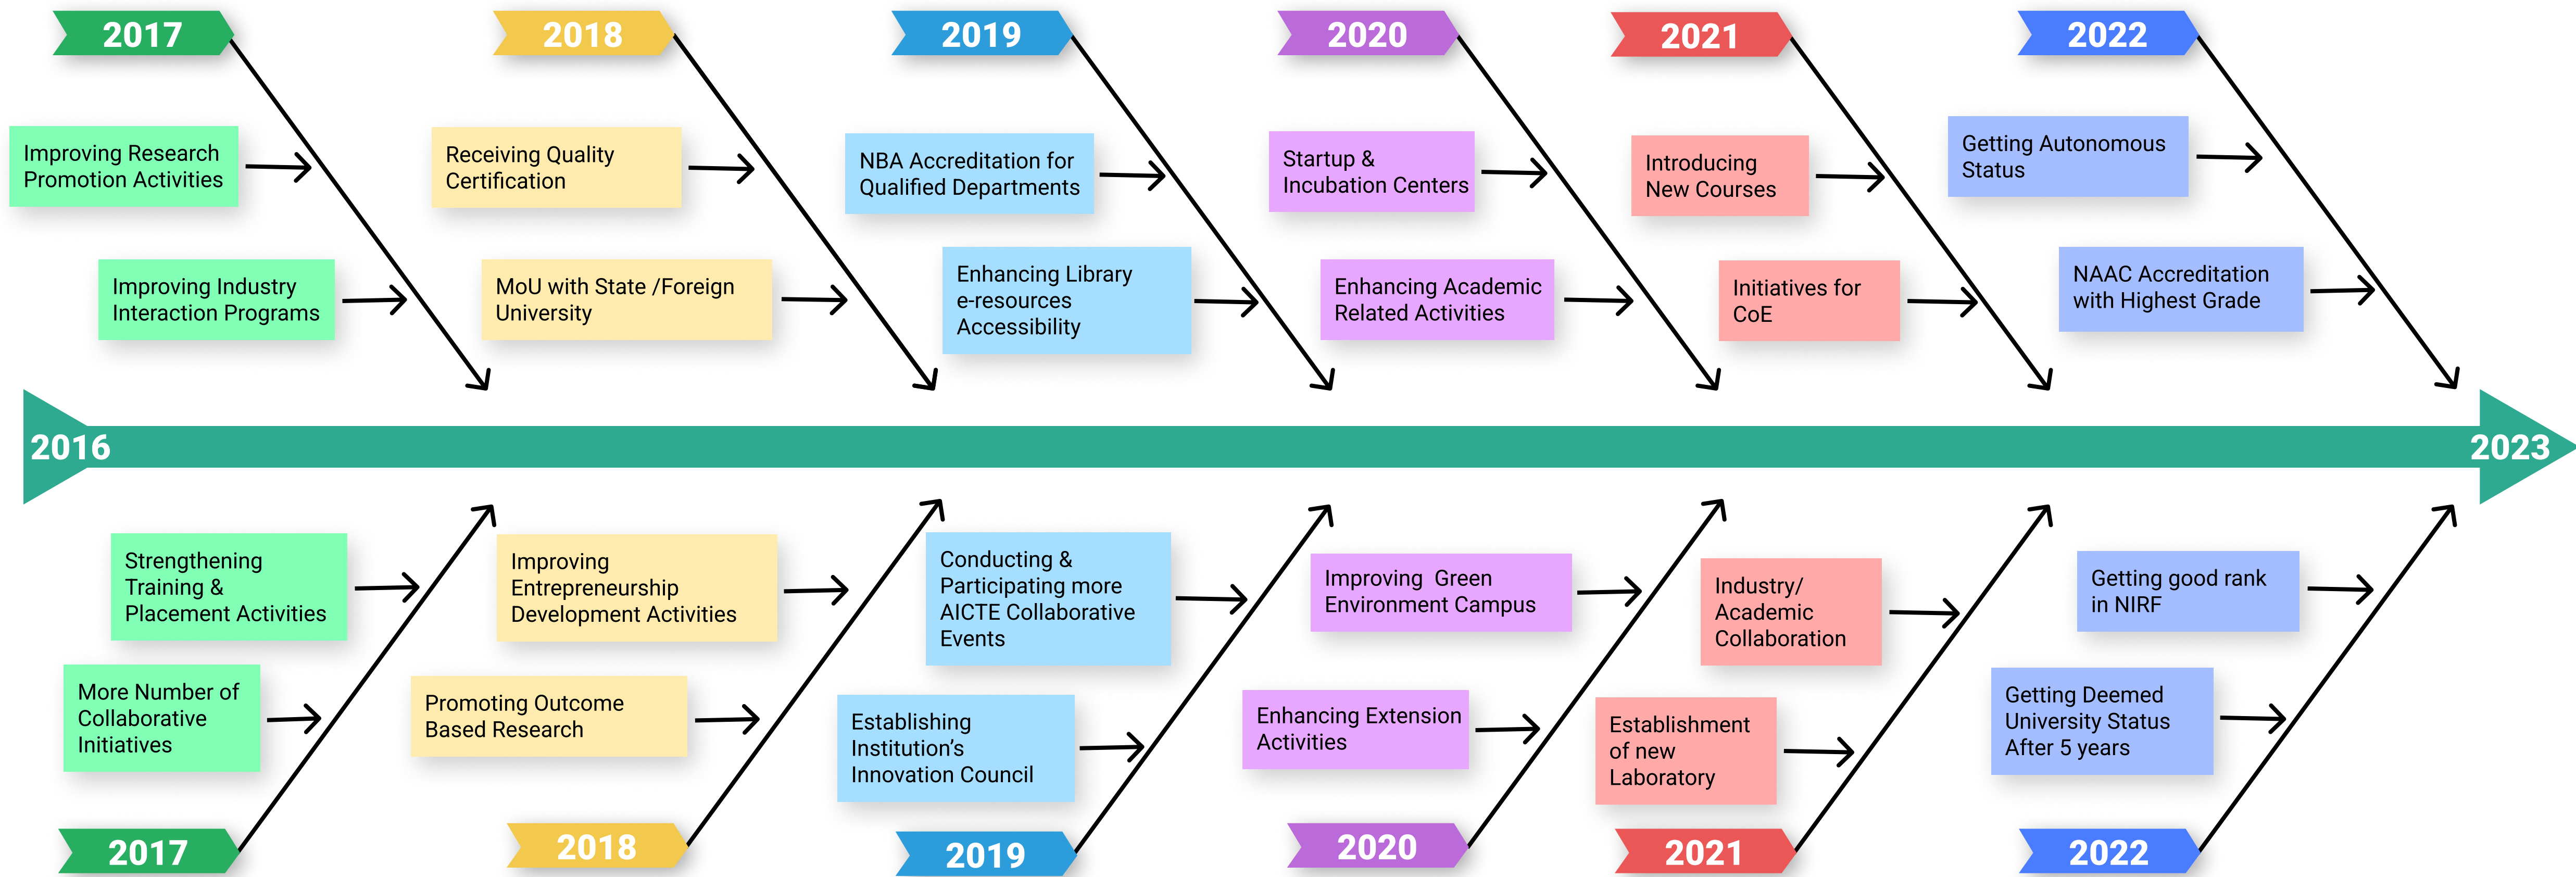 2017
2018
2019
2020
2021
2022
Improving Research
Promotion Activities
Receiving Quality
Certification
NBA Accreditation for
Qualified Departments
Startup &
Incubation Centers
Introducing
New Courses
Getting Autonomous
Status
Improving Industry
Interaction Programs
MoU with State /Foreign
University
Enhancing Library
e-resources
Accessibility
Enhancing Academic
Related Activities
Initiatives for
CoE
NAAC Accreditation
with Highest Grade
2016
2023
Strengthening
Training &
Placement Activities
Improving
Entrepreneurship
Development Activities
Conducting &
Participating more
AICTE Collaborative
Events
Improving  Green
Environment Campus
Industry/
Academic
Collaboration
Getting good rank
in NIRF
More Number of
Collaborative
Initiatives
Promoting Outcome
Based Research
Establishing
Institution’s
Innovation Council
Enhancing Extension
Activities
Establishment
of new
Laboratory
Getting Deemed
University Status
After 5 years
2017
2018
2019
2020
2021
2022